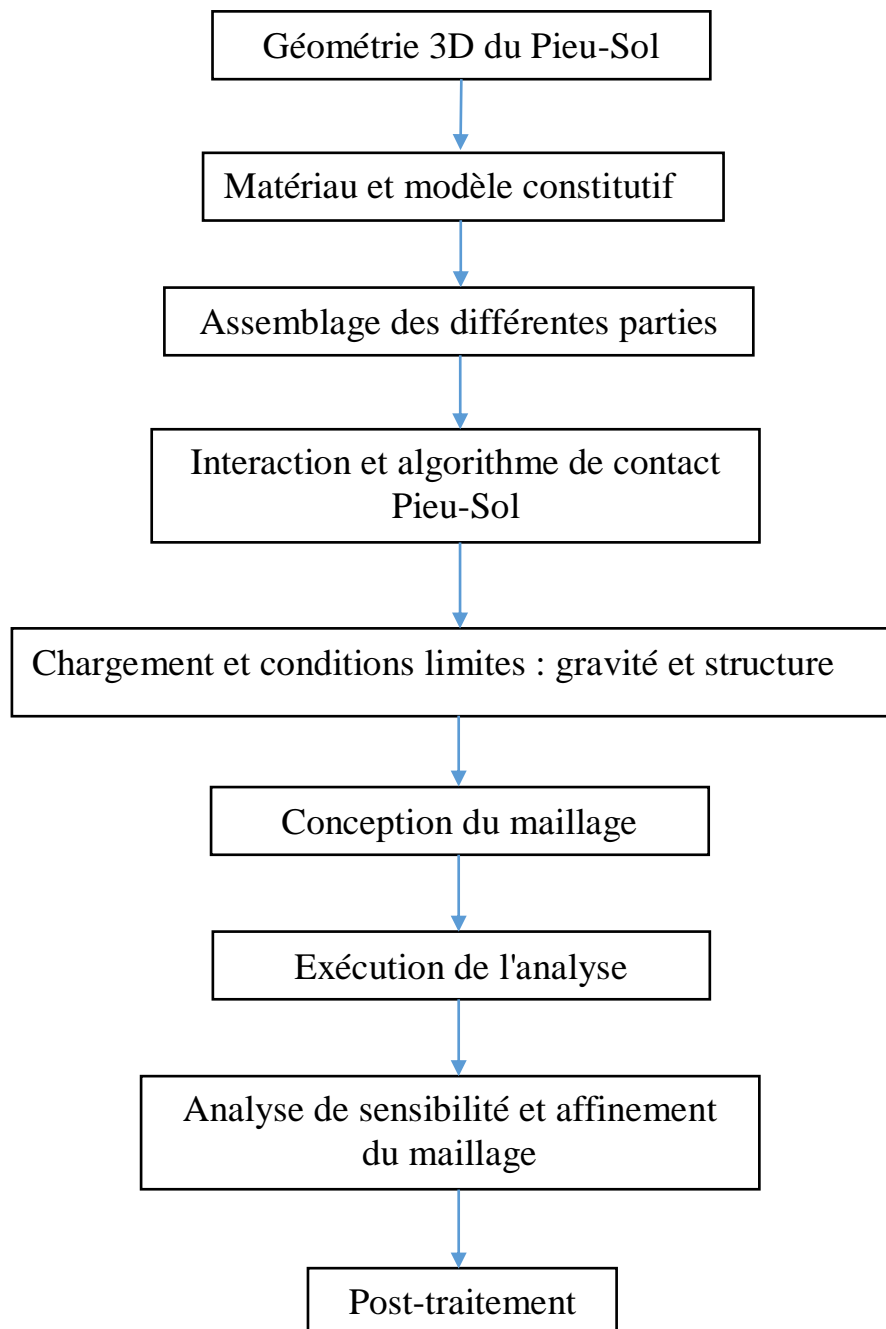 Géométrie 3D du Pieu-Sol
Matériau et modèle constitutif
Assemblage des différentes parties
Interaction et algorithme de contact
Pieu-Sol
Chargement et conditions limites : gravité et structure
Conception du maillage
Exécution de l'analyse
Analyse de sensibilité et affinement
du maillage
Post-traitement